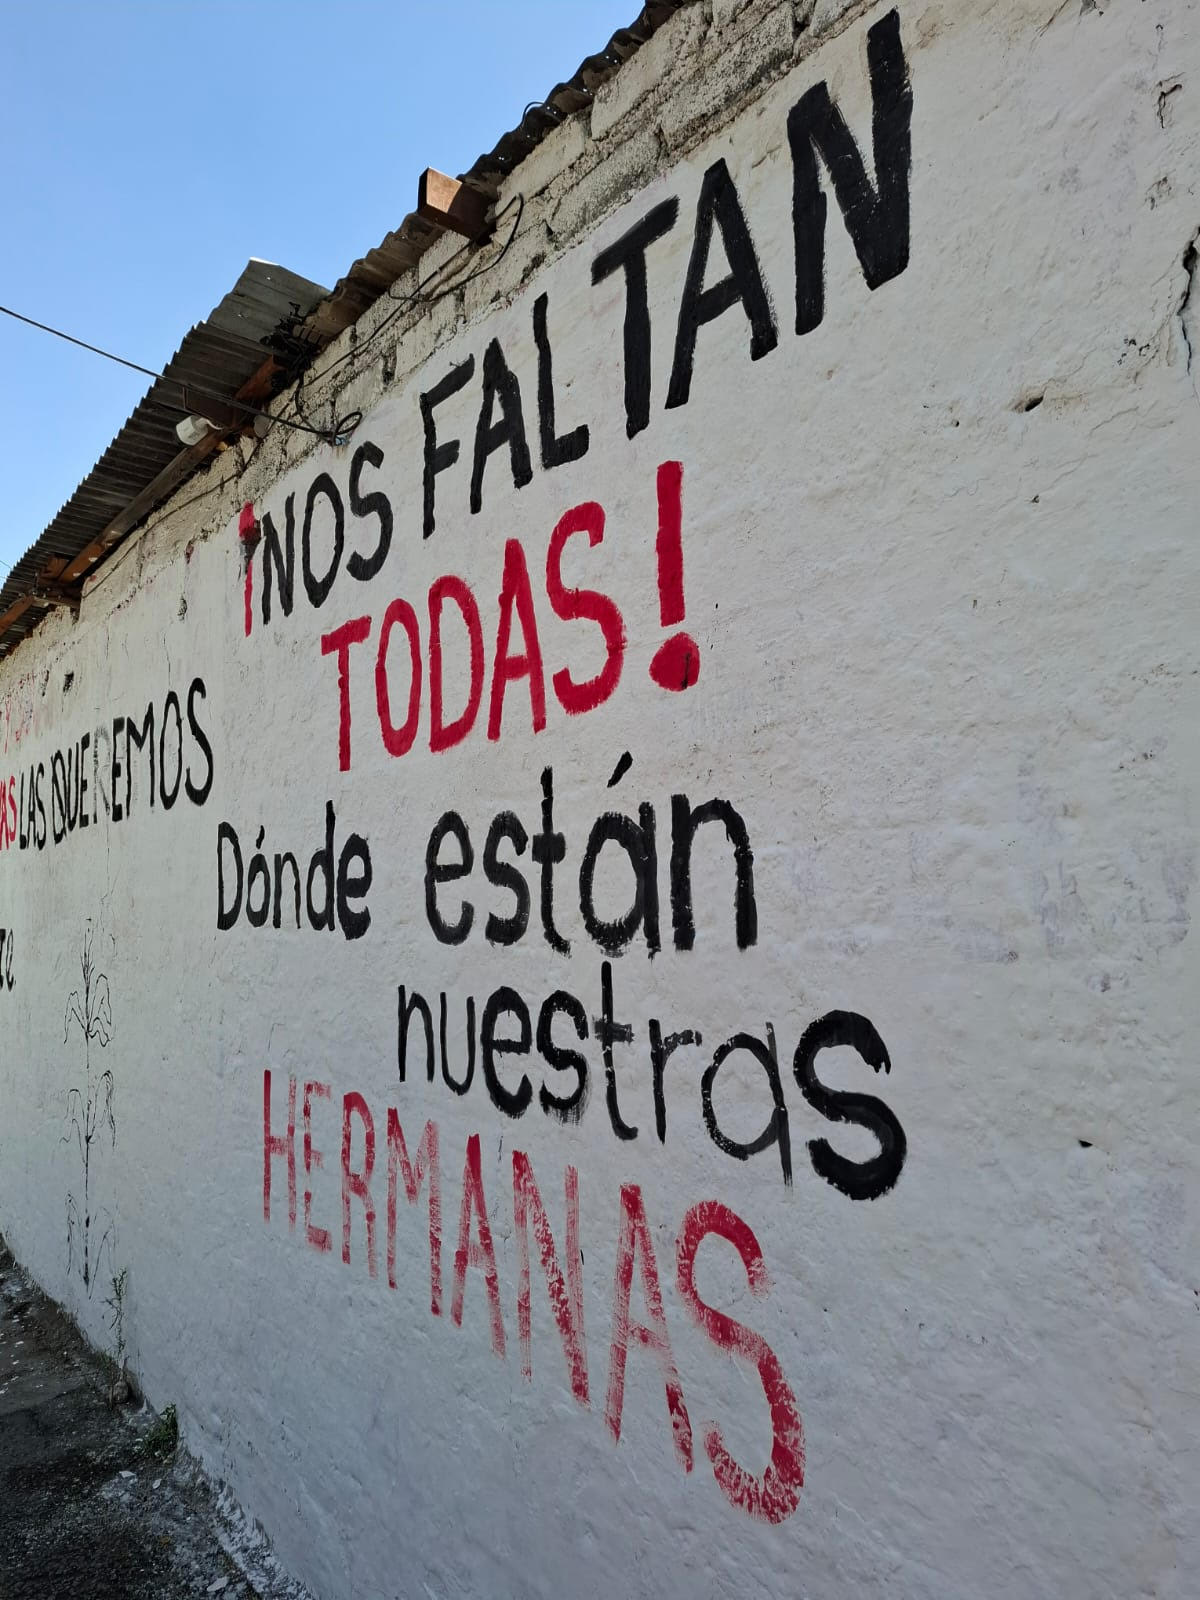 ¡NOS FALTAN
TODAS!
Dónde están
nuestras
HERMANAS
LAS QUEREMOS